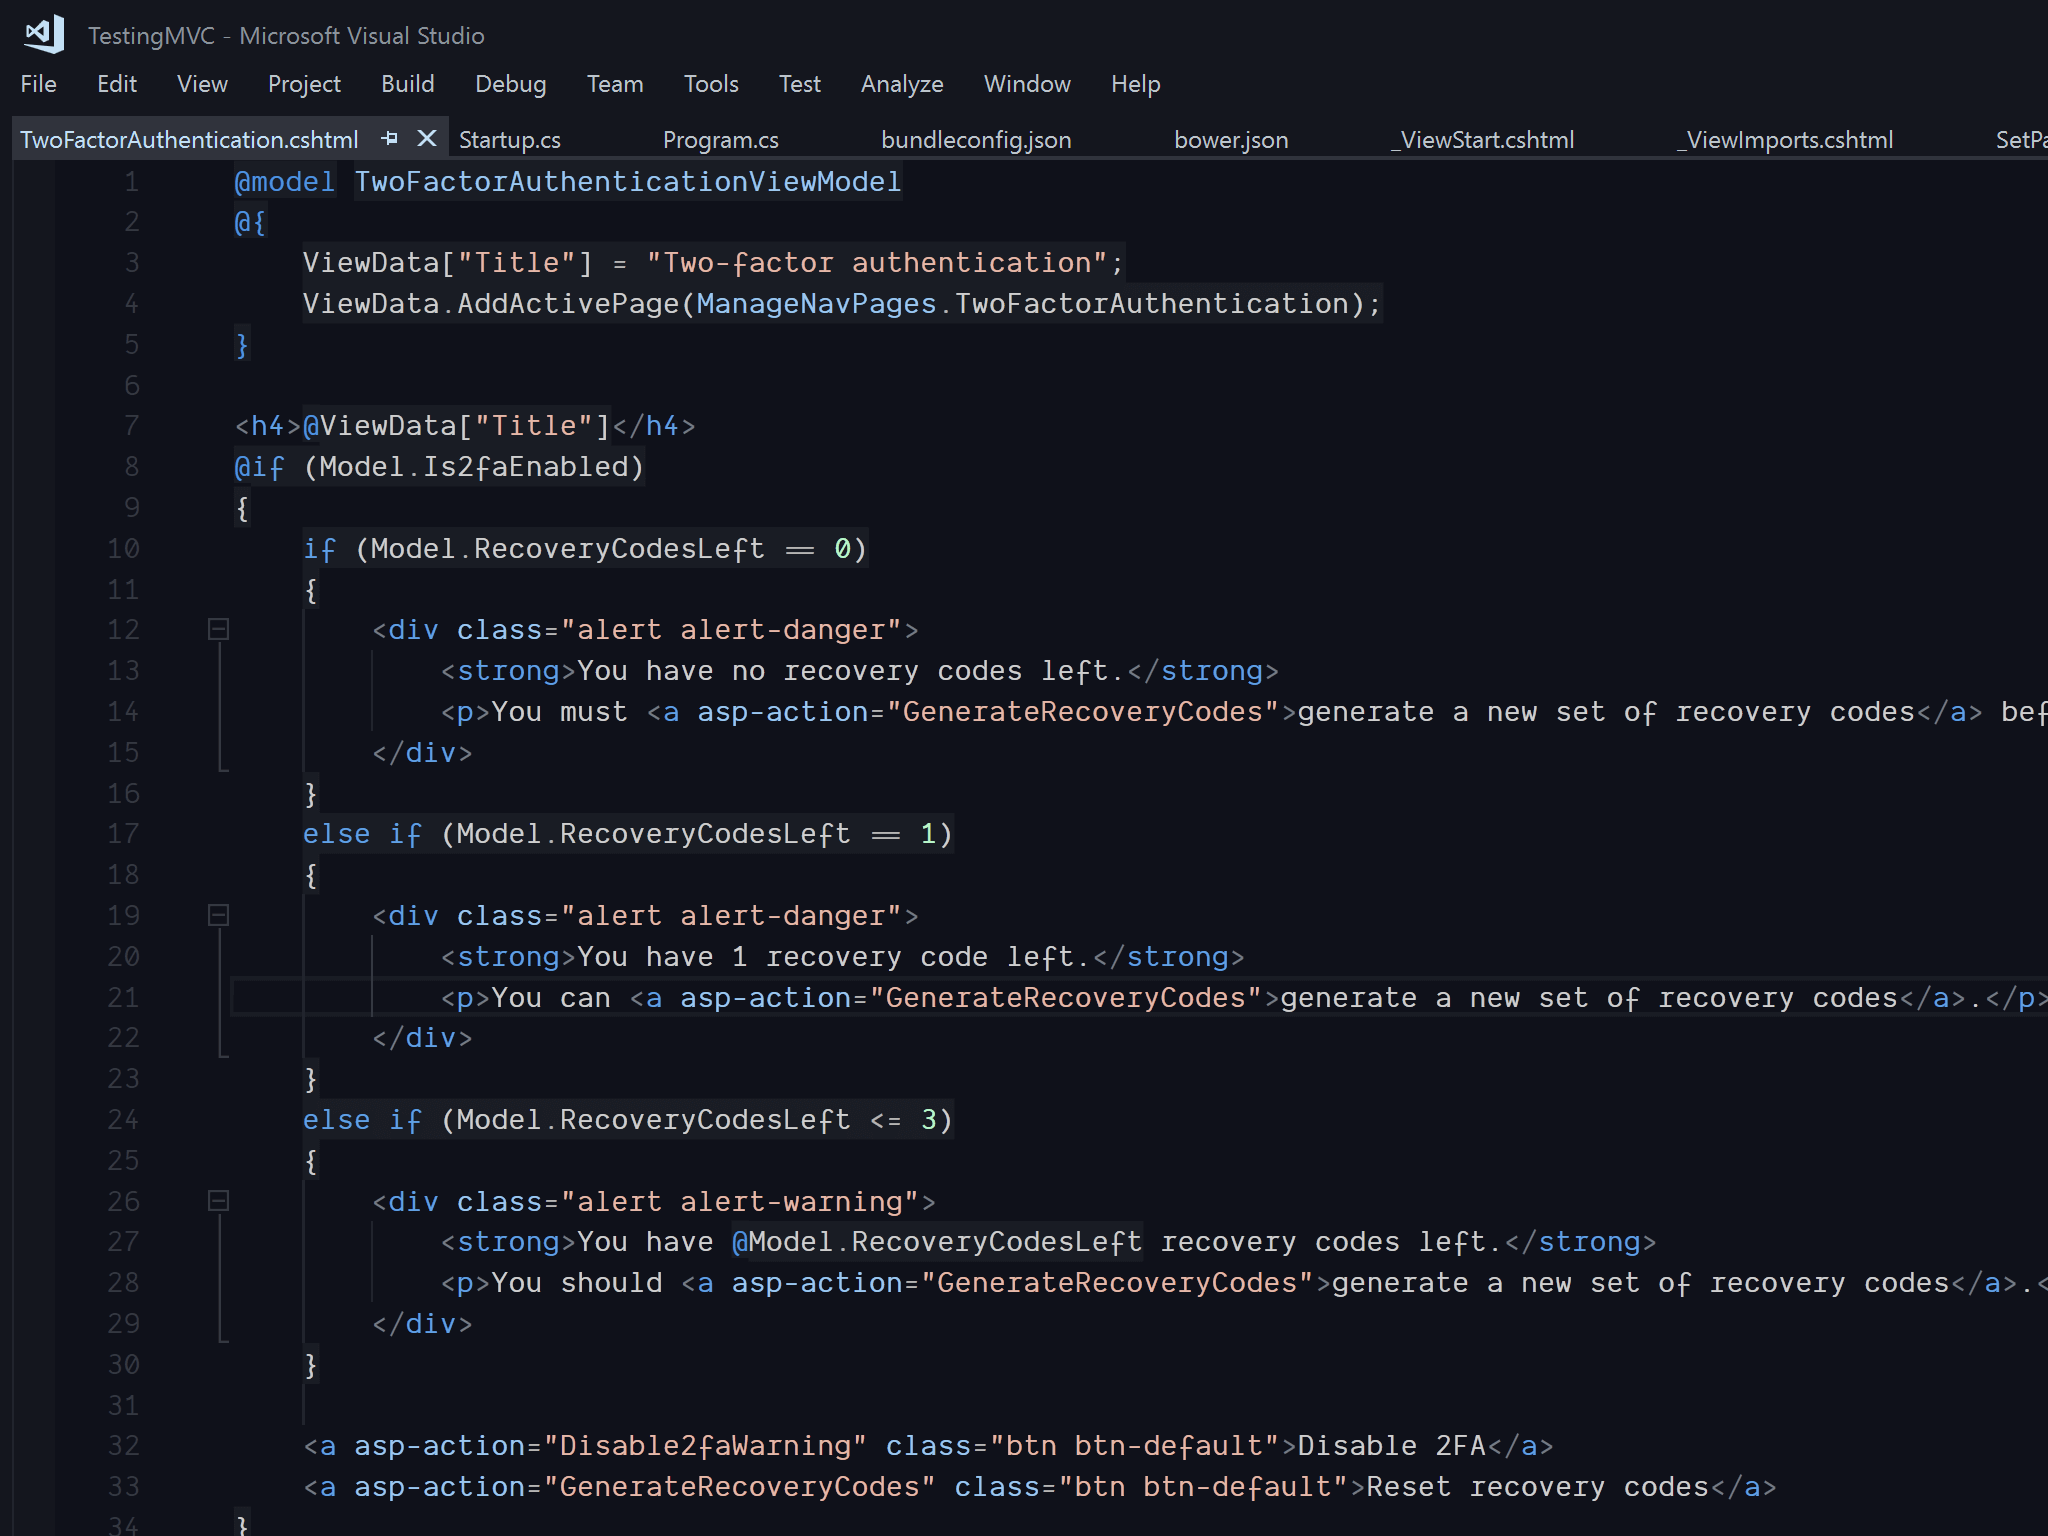 TestingMVC - Microsoft Visual Studio
File Edit View Project Build Debug Team Tools Test Analyze Window Help
TwoFactorAuthentication.cshtml Startup.cs Program.cs bundleconfig.json bower.json _ViewStart.cshtml _ViewImports.cshtml
1 @model TwoFactorAuthenticationViewModel
2 @{
3 ViewData["Title"] = "Two-factor authentication";
4 ViewData.AddActivePage(ManageNavPages.TwoFactorAuthentication);
5 }
6
7 <h4>@ViewData["Title"]</h4>
8 @if (Model.Is2faEnabled)
9 {
10 if (Model.RecoveryCodesLeft == 0)
11 {
12 <div class="alert alert-danger">
13 <strong>You have no recovery codes left.</strong>
14 <p>You must <a asp-action="GenerateRecoveryCodes">generate a new set of recovery codes</a>
15 </div>
16 }
17 else if (Model.RecoveryCodesLeft == 1)
18 {
19 <div class="alert alert-danger">
20 <strong>You have 1 recovery code left.</strong>
21 <p>You can <a asp-action="GenerateRecoveryCodes">generate a new set of recovery codes</a>.</p>
22 </div>
23 }
24 else if (Model.RecoveryCodesLeft <= 3)
25 {
26 <div class="alert alert-warning">
27 <strong>You have @Model.RecoveryCodesLeft recovery codes left.</strong>
28 <p>You should <a asp-action="GenerateRecoveryCodes">generate a new set of recovery codes</a>.<
29 </div>
30 }
31
32 <a asp-action="Disable2faWarning" class="btn btn-default">Disable 2FA</a>
33 <a asp-action="GenerateRecoveryCodes" class="btn btn-default">Reset recovery codes</a>
34 }